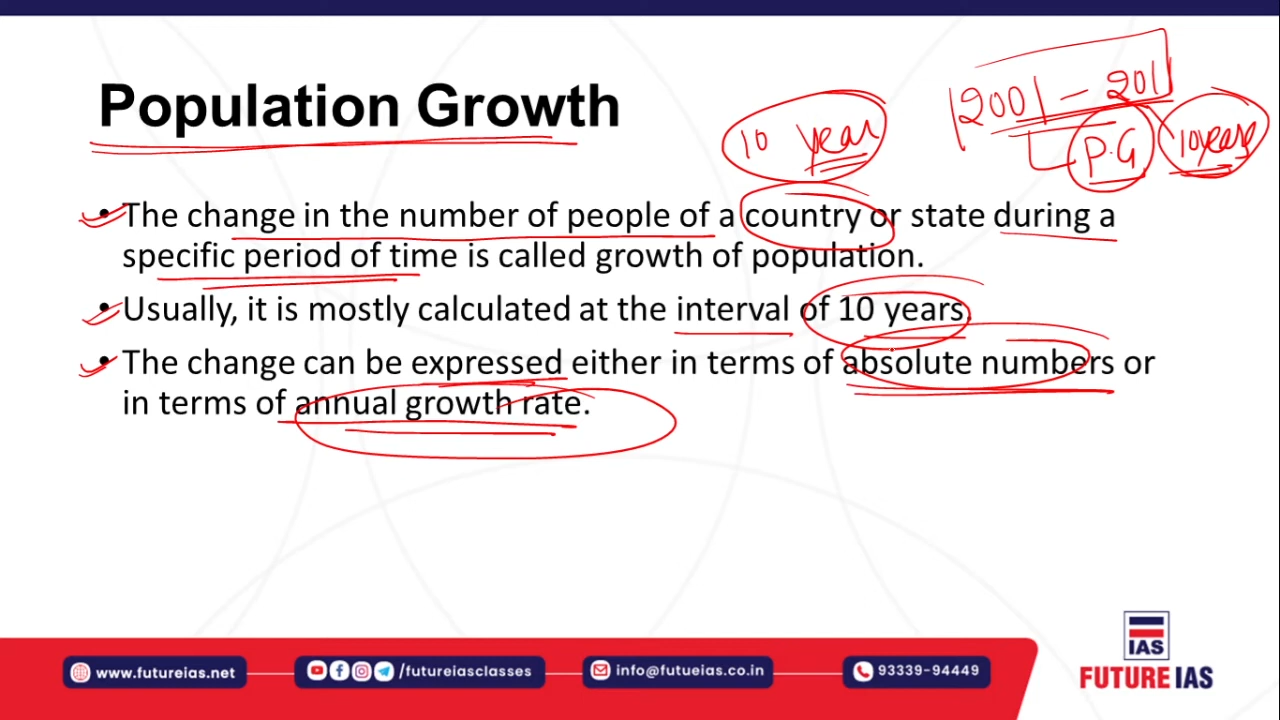 Population Growth
2001 - 201
10 year
P.G
10 years
• The change in the number of people of a country or state during a
specific period of time is called growth of population.
• Usually, it is mostly calculated at the interval of 10 years.
• The change can be expressed either in terms of absolute numbers or
in terms of annual growth rate.
www.futureias.net
/futureiasclasses
info@futueias.co.in
93339-94449
IAS
FUTURE IAS